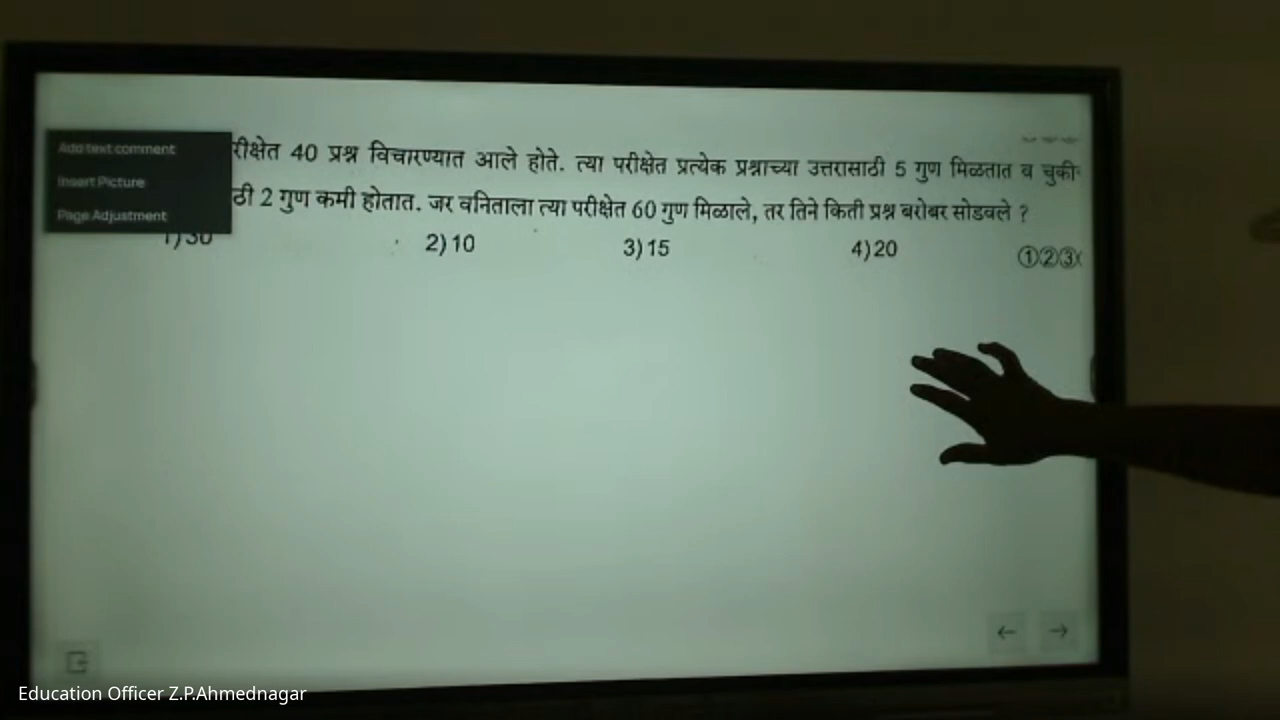 Add text comment
Insert Picture
Page Adjustment
रीक्षेत 40 प्रश्न विचारण्यात आले होते. त्या परीक्षेत प्रत्येक प्रश्नाच्या उत्तरासाठी 5 गुण मिळतात व चुकी
ठी 2 गुण कमी होतात. जर वनिताला त्या परीक्षेत 60 गुण मिळाले, तर तिने किती प्रश्न बरोबर सोडवले ?
1) 30 2) 10 3) 15 4) 20 ①②③
Education Officer Z.P.Ahmednagar